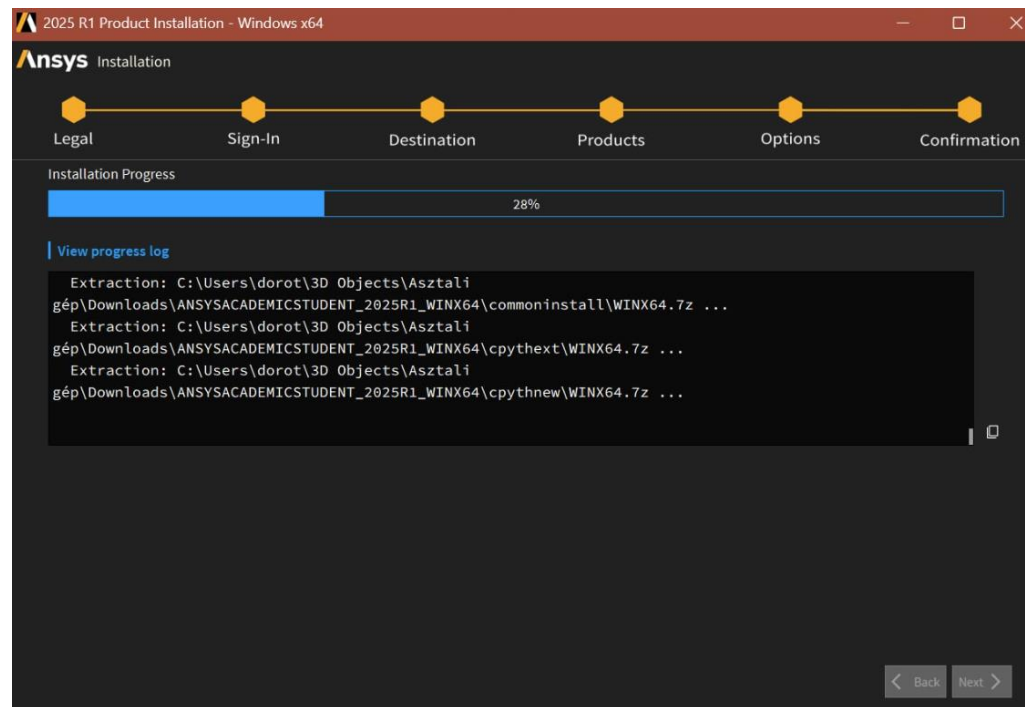 2025 R1 Product Installation - Windows x64
Ansys Installation
Legal Sign-In Destination Products Options Confirmation
Installation Progress
28%
View progress log
Extraction: C:\Users\dorot\3D Objects\Asztali
gép\Downloads\ANSYSACADEMICSTUDENT_2025R1_WINX64\commoninstall\WINX64.7z ...
Extraction: C:\Users\dorot\3D Objects\Asztali
gép\Downloads\ANSYSACADEMICSTUDENT_2025R1_WINX64\cpythext\WINX64.7z ...
Extraction: C:\Users\dorot\3D Objects\Asztali
gép\Downloads\ANSYSACADEMICSTUDENT_2025R1_WINX64\cpythnew\WINX64.7z ...
Back Next